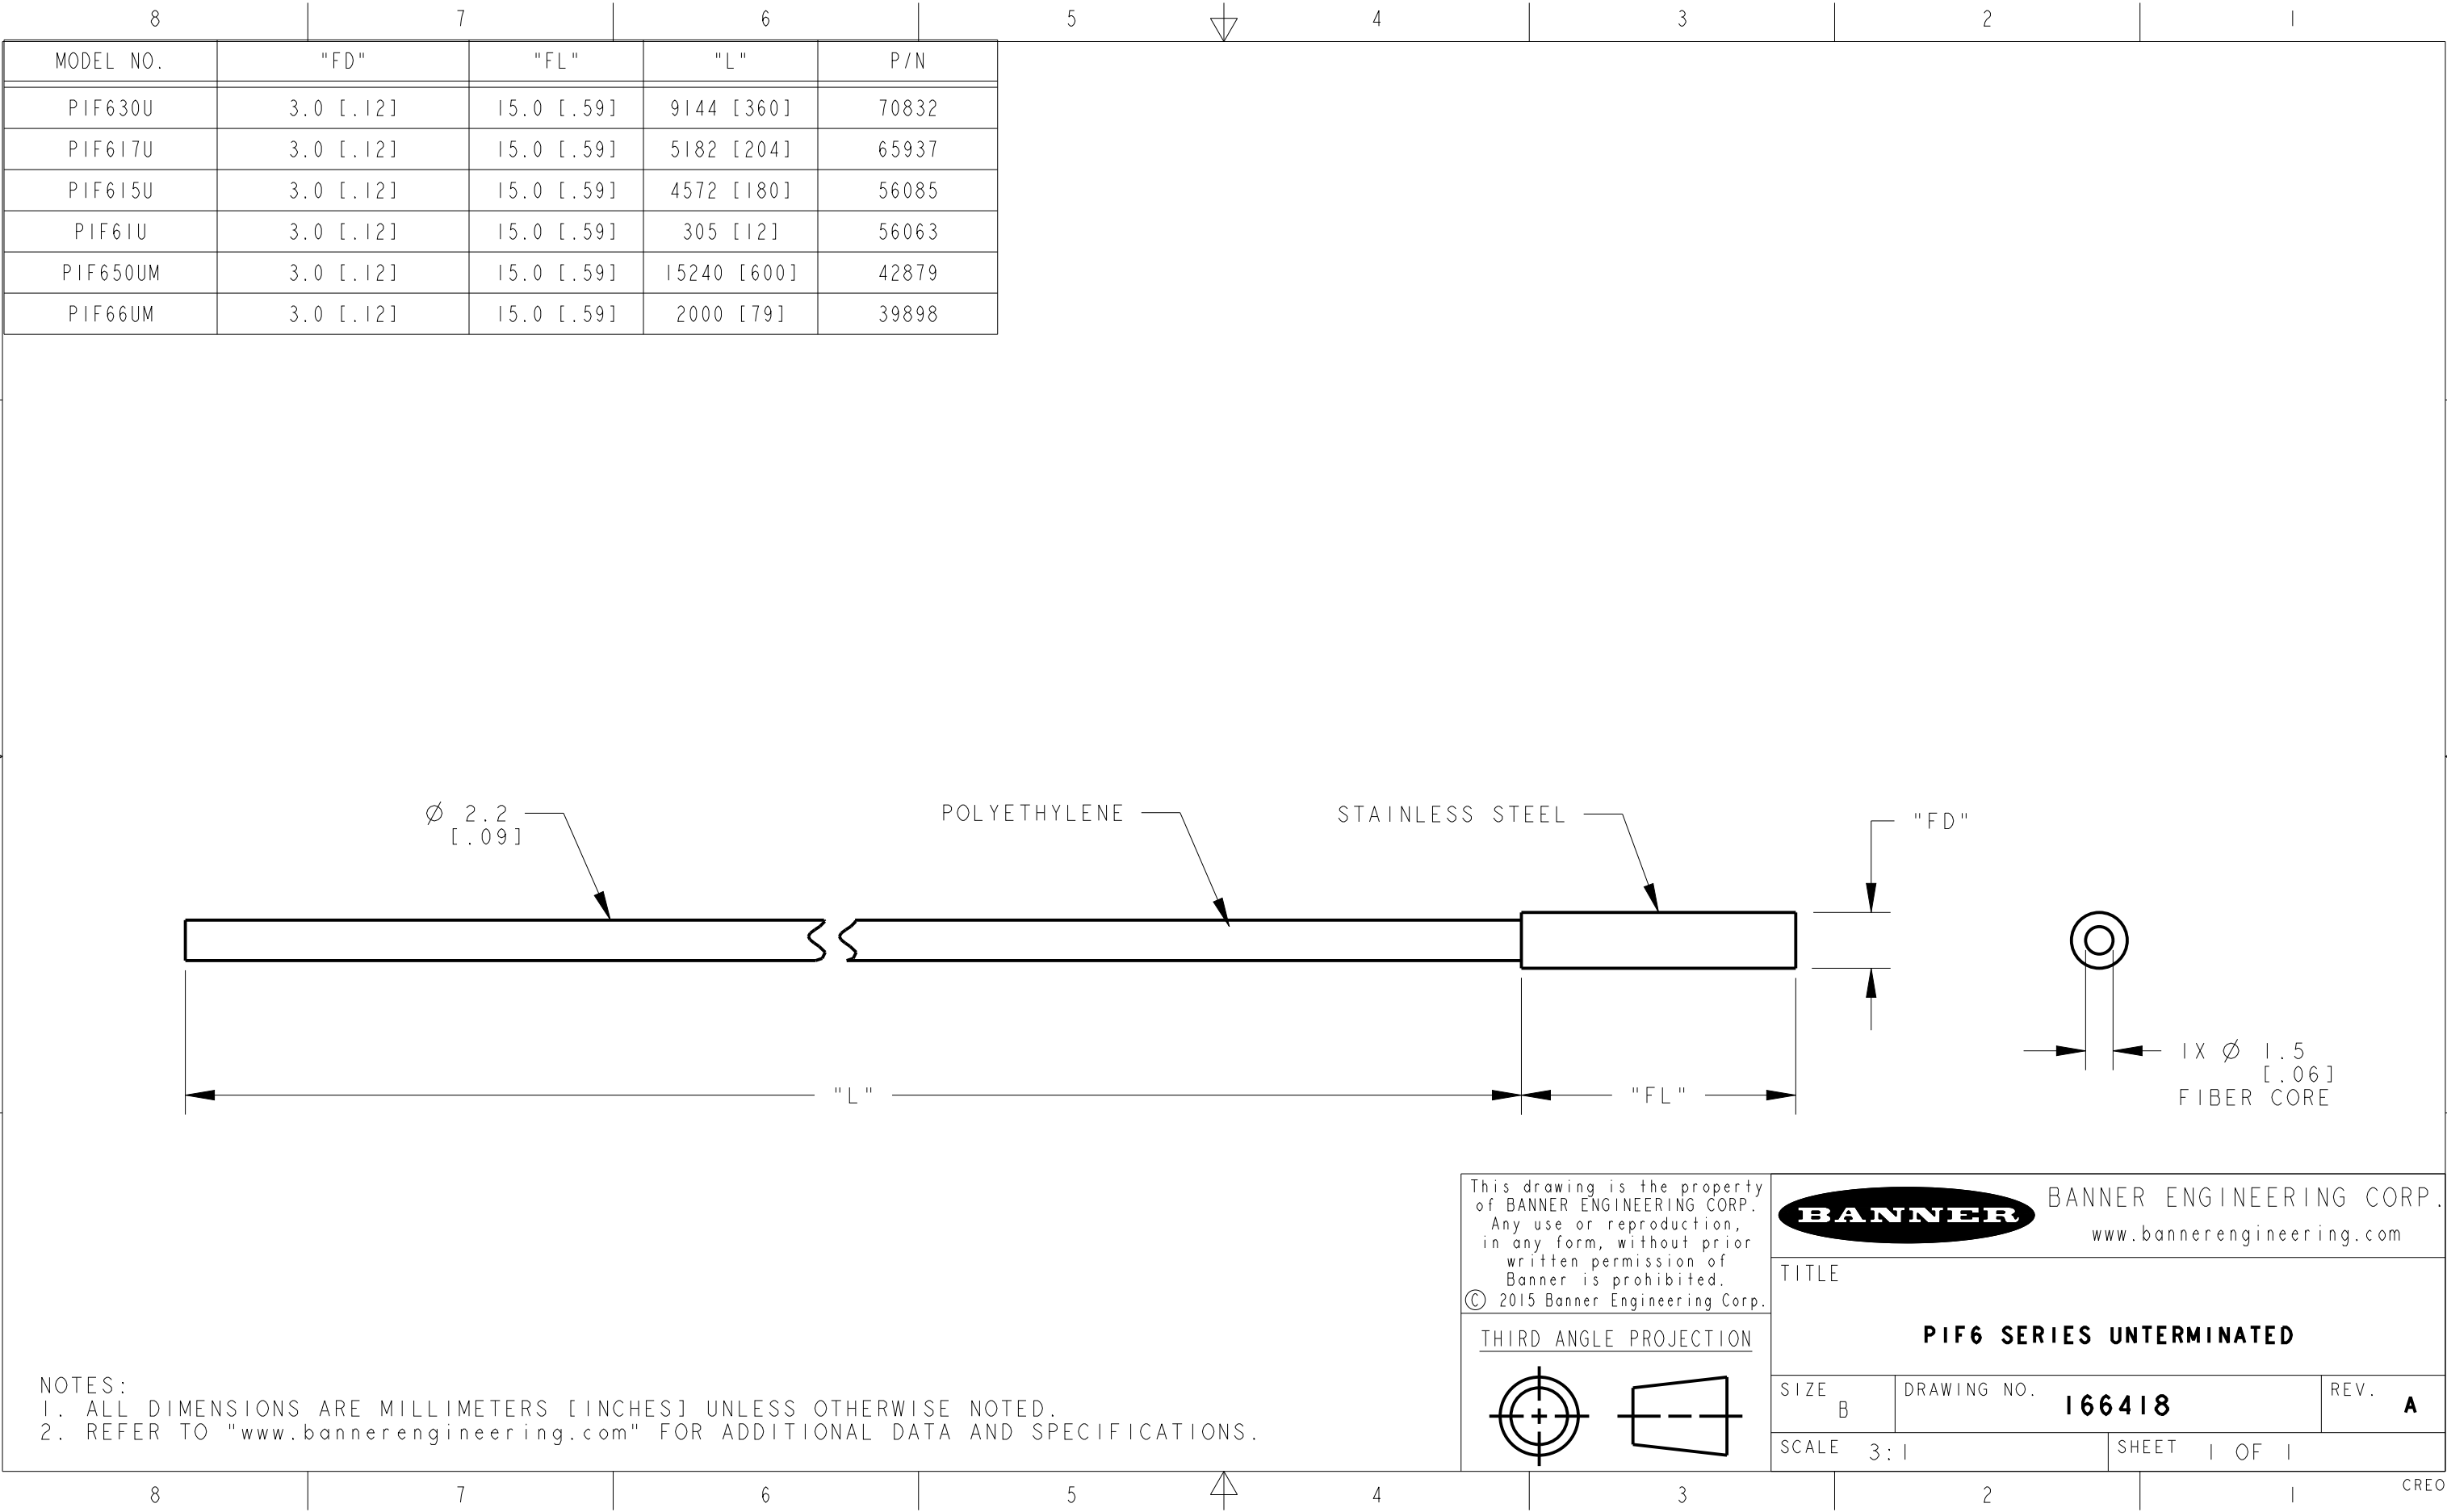 8 7 6 5 4 3 2 1
MODEL NO. "FD" "FL" "L" P/N
PIF630U 3.0 [.12] 15.0 [.59] 9144 [360] 70832
PIF617U 3.0 [.12] 15.0 [.59] 5182 [204] 65937
PIF615U 3.0 [.12] 15.0 [.59] 4572 [180] 56085
PIF61U 3.0 [.12] 15.0 [.59] 305 [12] 56063
PIF650UM 3.0 [.12] 15.0 [.59] 15240 [600] 42879
PIF66UM 3.0 [.12] 15.0 [.59] 2000 [79] 39898
Ø 2.2
[.09]
POLYETHYLENE
STAINLESS STEEL
"FD"
1X Ø 1.5
[.06]
FIBER CORE
"L"
"FL"
This drawing is the property
of BANNER ENGINEERING CORP.
Any use or reproduction,
in any form, without prior
written permission of
Banner is prohibited.
© 2015 Banner Engineering Corp.
THIRD ANGLE PROJECTION
BANNER
BANNER ENGINEERING CORP.
www.bannerengineering.com
TITLE
PIF6 SERIES UNTERMINATED
SIZE B
DRAWING NO. 166418
REV. A
SCALE 3:1
SHEET 1 OF 1
NOTES:
1. ALL DIMENSIONS ARE MILLIMETERS [INCHES] UNLESS OTHERWISE NOTED.
2. REFER TO "www.bannerengineering.com" FOR ADDITIONAL DATA AND SPECIFICATIONS.
8 7 6 5 4 3 2 1
CREO